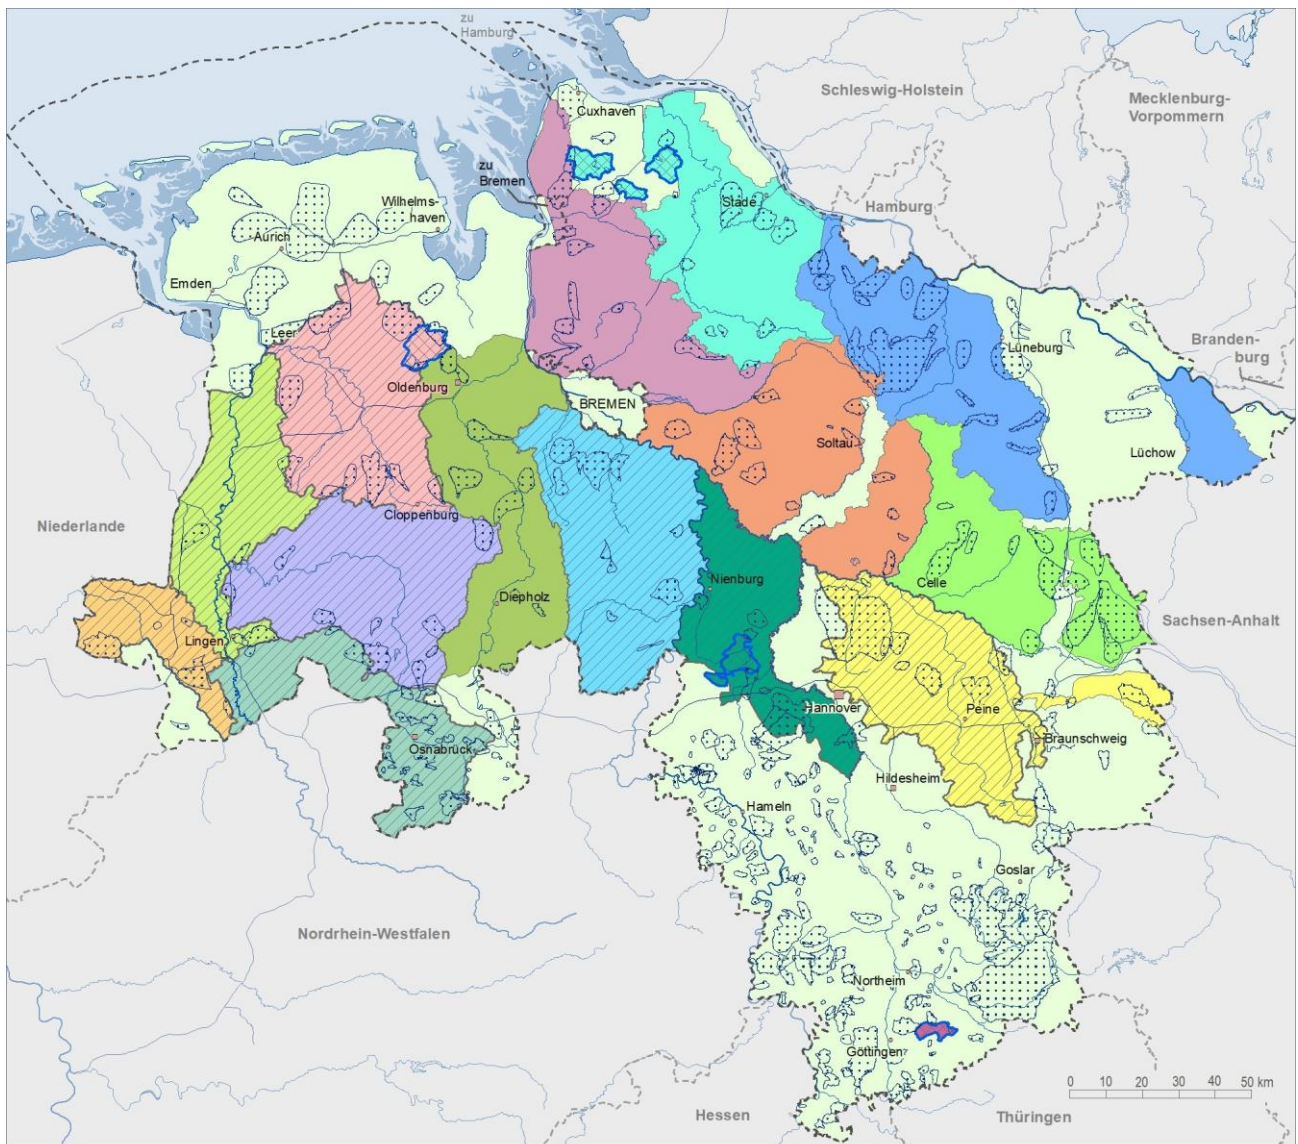 zu
Hamburg
Schleswig-Holstein
Mecklenburg-
Vorpommern
Cuxhaven
zu
Bremen
Wilhelms-
haven
Stade
Hamburg
Aurich
Emden
Leer
Lüneburg
Branden-
burg
Oldenburg
BREMEN
Soltau
Lüchow
Niederlande
Cloppenburg
Celle
Nienburg
Diepholz
Sachsen-Anhalt
Lingen
Hannover
Peine
Braunschweig
Osnabrück
Hildesheim
Hameln
Goslar
Nordrhein-Westfalen
Northeim
Göttingen
0 10 20 30 40 50 km
Hessen
Thüringen